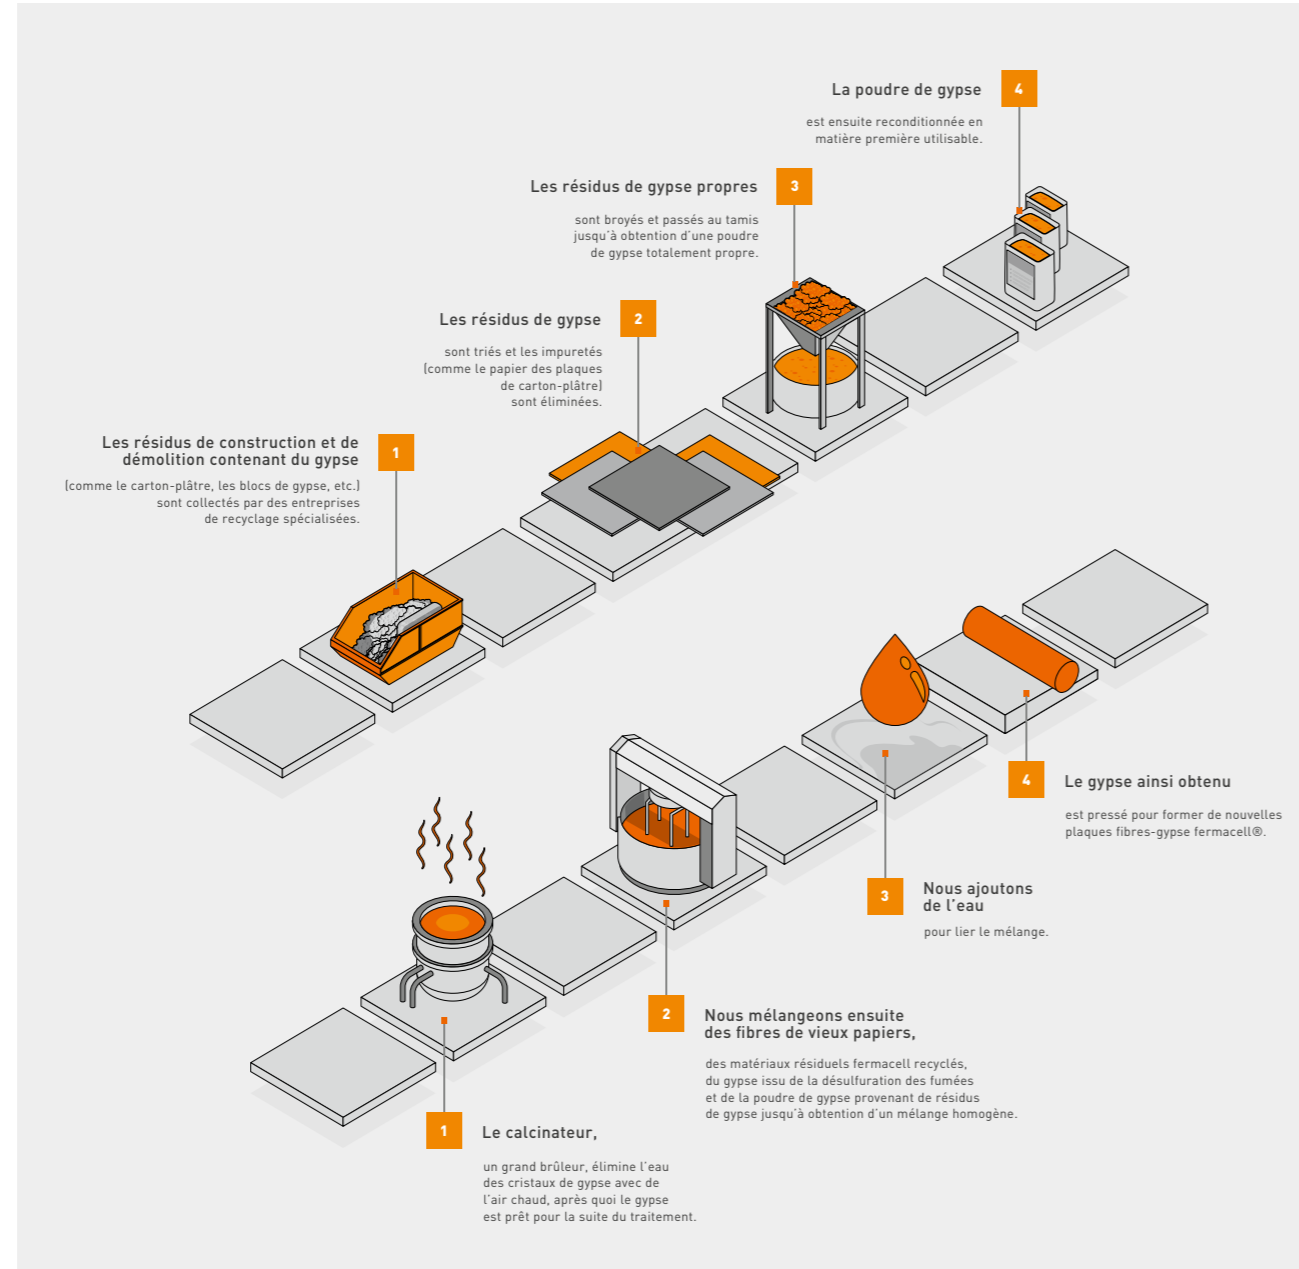 1
Les résidus de construction et de
démolition contenant du gypse
(comme le carton-plâtre, les blocs de gypse, etc.)
sont collectés par des entreprises
de recyclage spécialisées.
2
Les résidus de gypse
sont triés et les impuretés
(comme le papier des plaques
de carton-plâtre)
sont éliminées.
3
Les résidus de gypse propres
sont broyés et passés au tamis
jusqu'à obtention d'une poudre
de gypse totalement propre.
4
La poudre de gypse
est ensuite reconditionnée en
matière première utilisable.
1
Le calcinateur,
un grand brûleur, élimine l'eau
des cristaux de gypse avec de
l'air chaud, après quoi le gypse
est prêt pour la suite du traitement.
2
Nous mélangeons ensuite
des fibres de vieux papiers,
des matériaux résiduels fermacell recyclés,
du gypse issu de la désulfuration des fumées
et de la poudre de gypse provenant de résidus
de gypse jusqu'à obtention d'un mélange homogène.
3
Nous ajoutons
de l'eau
pour lier le mélange.
4
Le gypse ainsi obtenu
est pressé pour former de nouvelles
plaques fibres-gypse fermacell®.